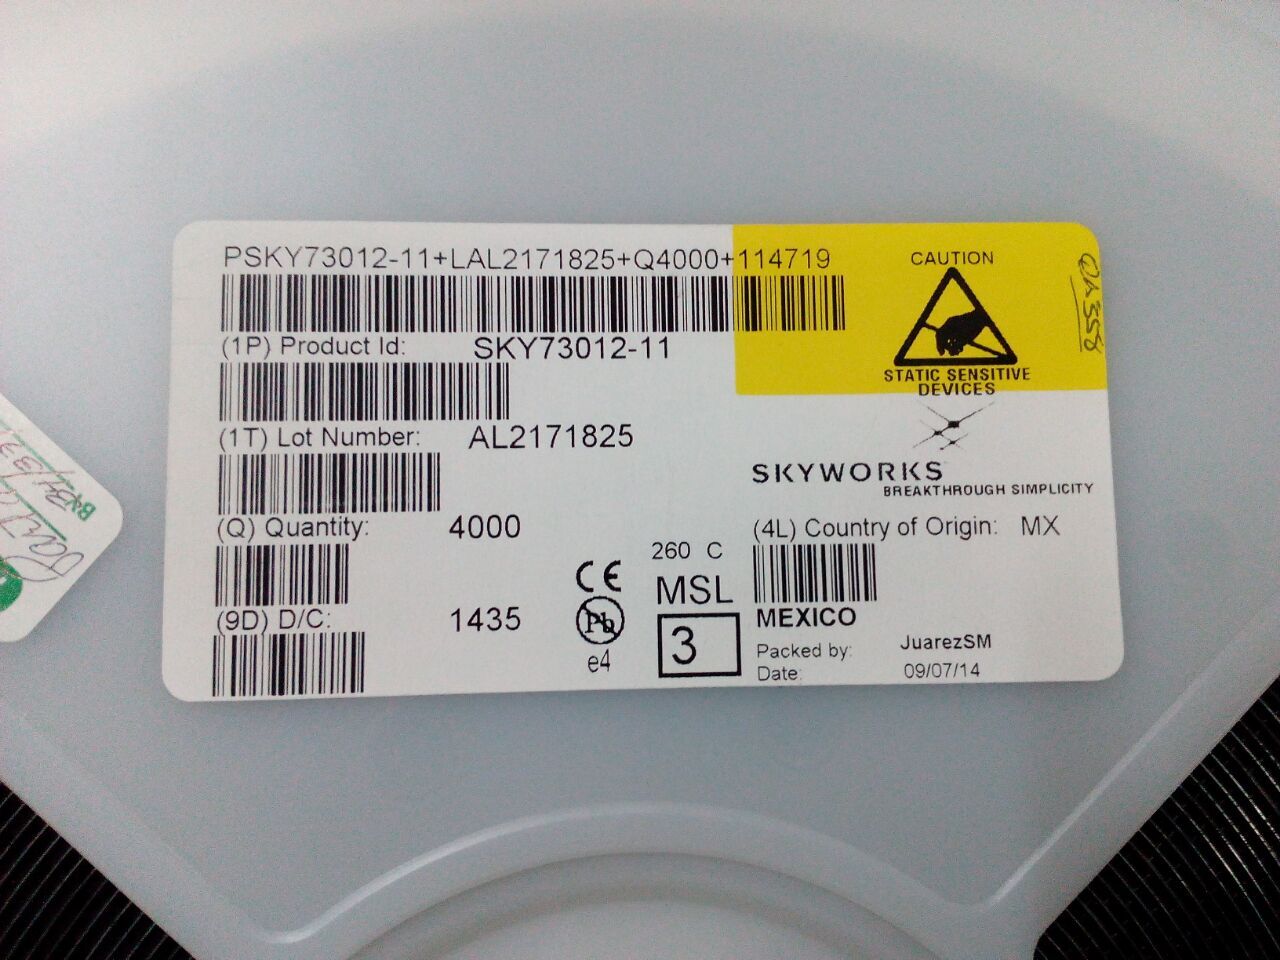 PSKY73012-11+LAL2171825+Q4000+114719
CAUTION
(1P) Product Id: SKY73012-11
STATIC SENSITIVE
DEVICES
(1T) Lot Number: AL2171825
SKYWORKS
BREAKTHROUGH SIMPLICITY
(Q) Quantity: 4000
(4L) Country of Origin: MX
260 C
CE
MSL
3
Pb
e4
(9D) D/C: 1435
MEXICO
Packed by: JuarezSM
Date: 09/07/14